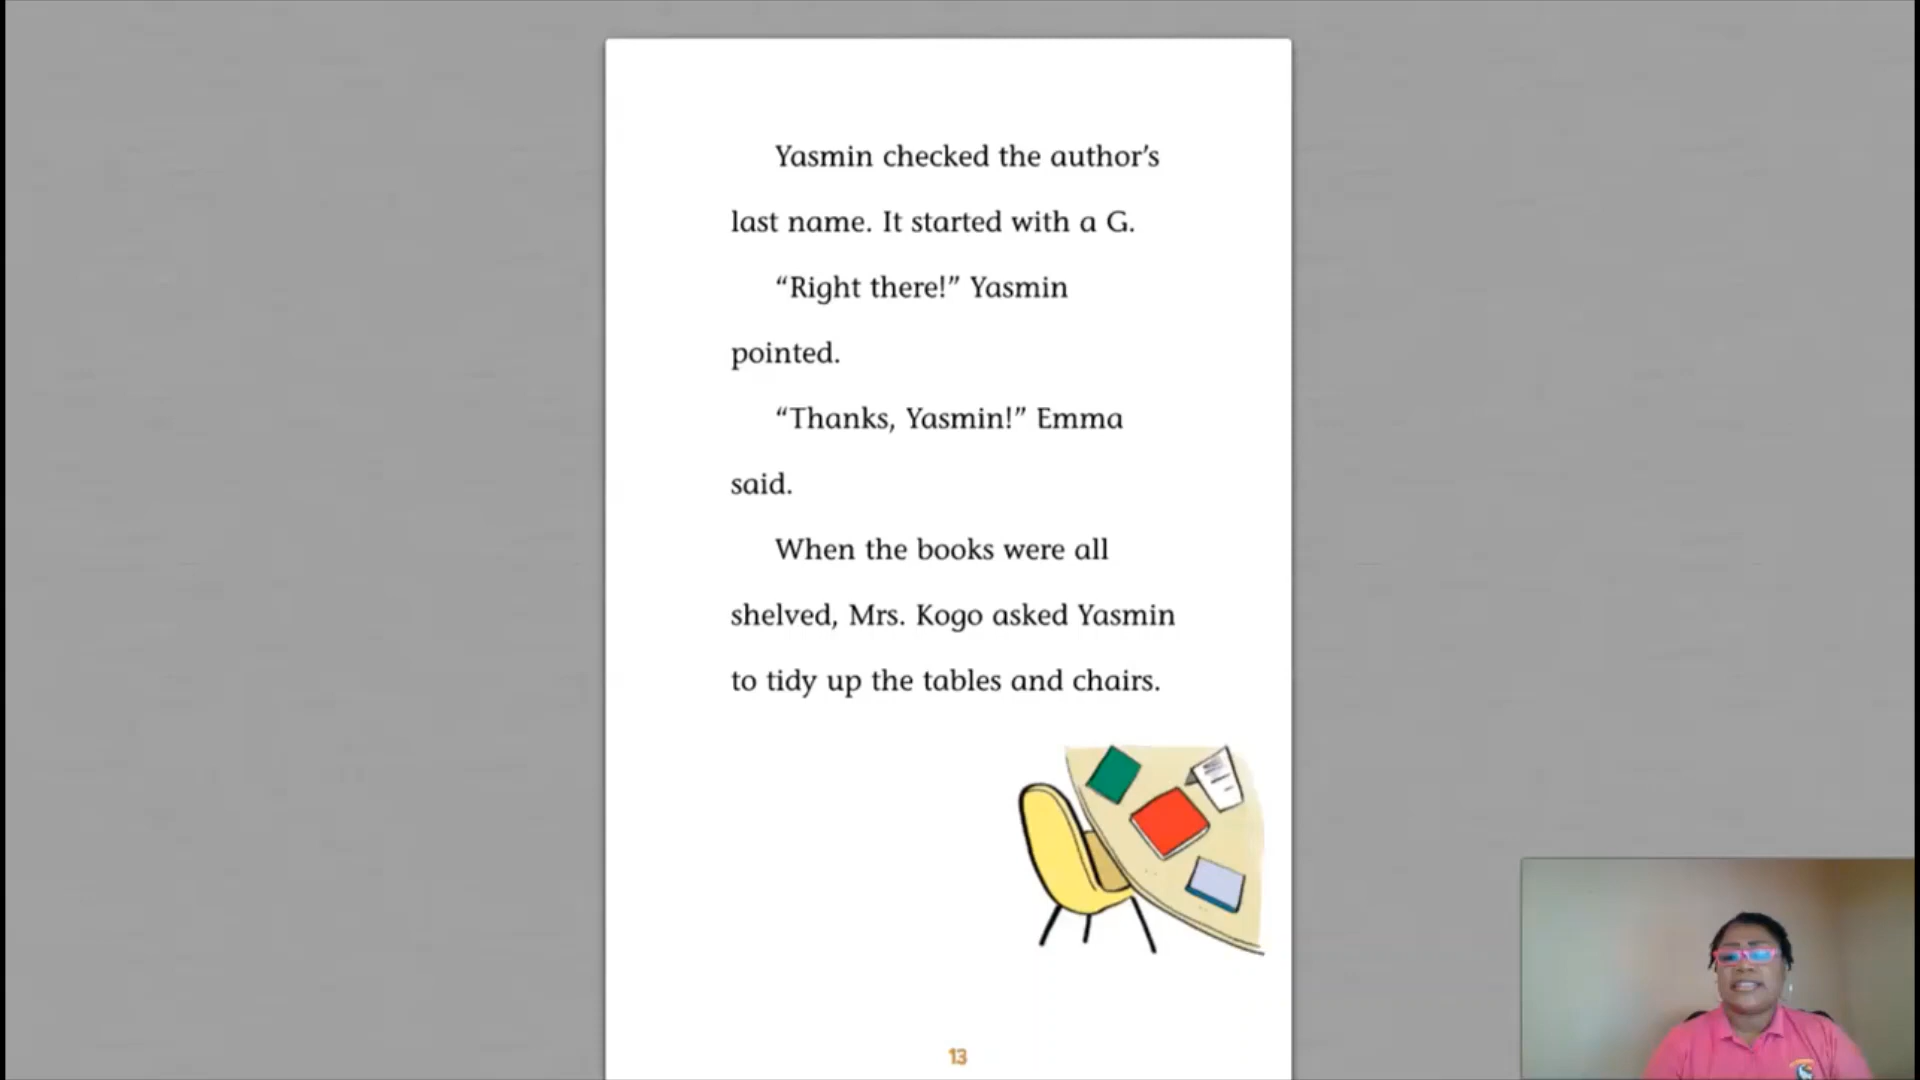 Yasmin checked the author’s
last name. It started with a G.
“Right there!” Yasmin
pointed.
“Thanks, Yasmin!” Emma
said.
When the books were all
shelved, Mrs. Kogo asked Yasmin
to tidy up the tables and chairs.
13